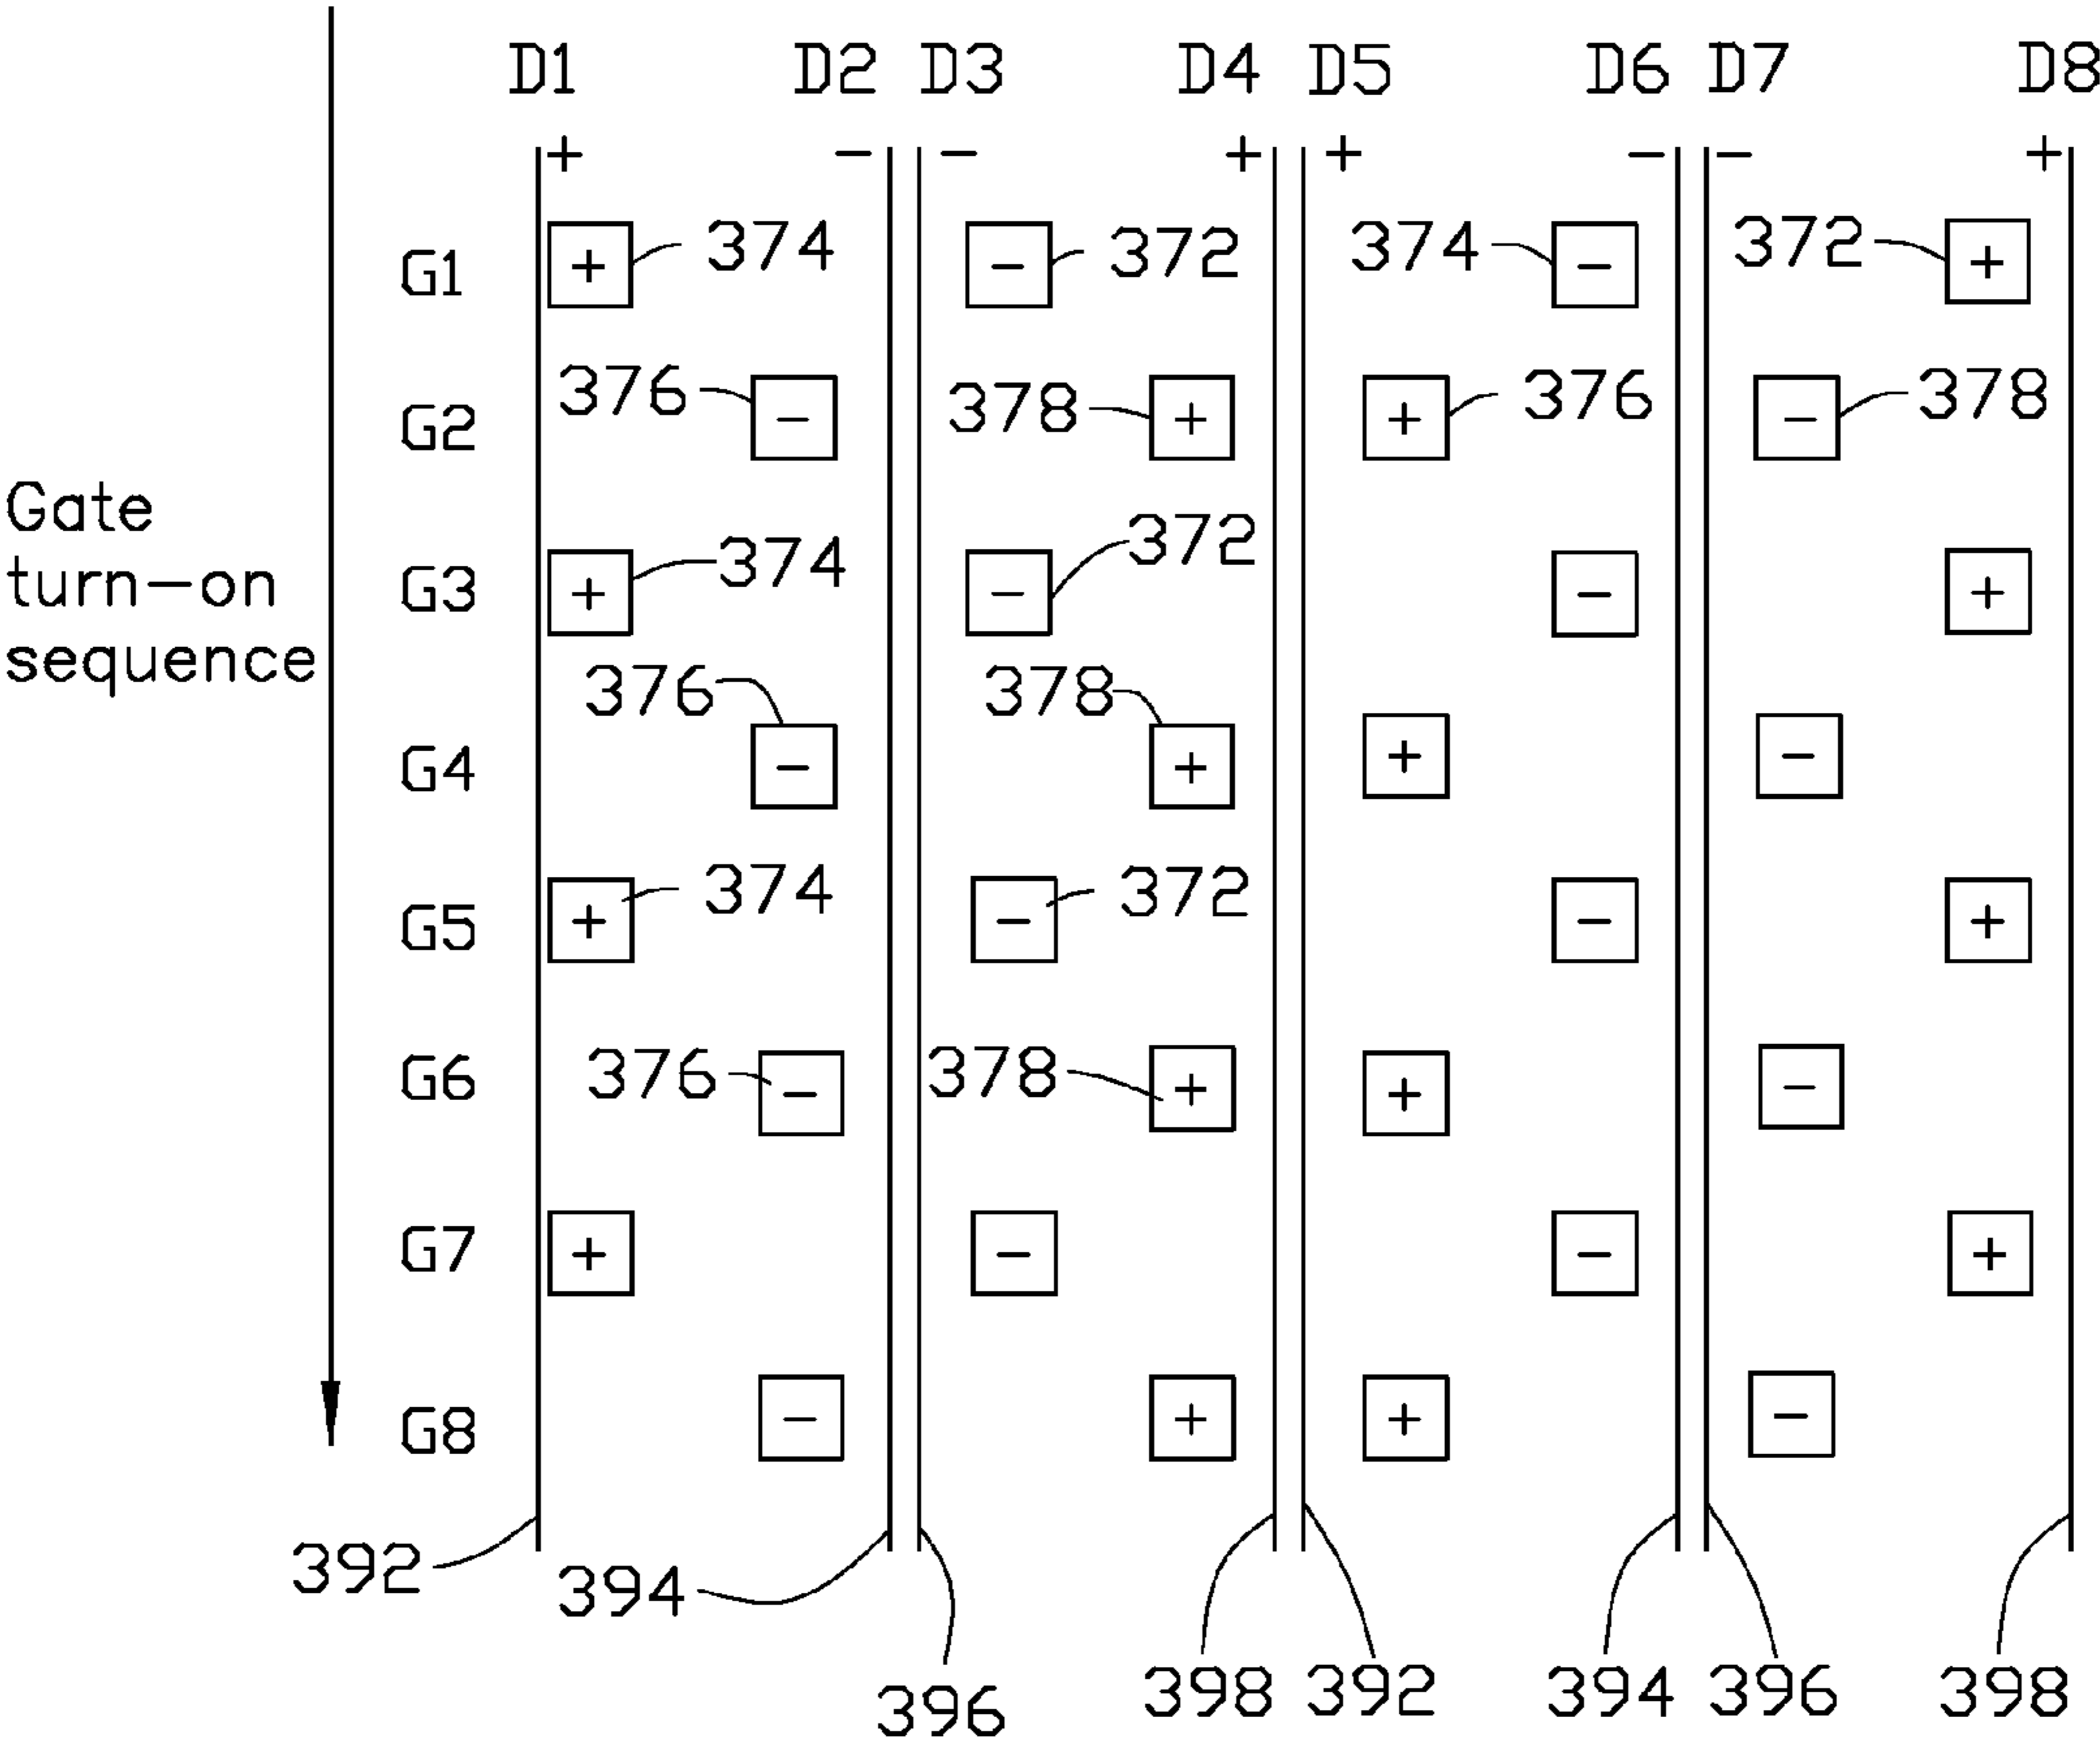 D1 D2 D3 D4 D5 D6 D7 D8
+ − − + + − − +
G1 + 374 − 372 374 − 372 +
G2 376 − 378 + + 376 − 378
Gate
turn-on
sequence
G3 + 374 − 372 − +
G4 376 − 378 + + −
G5 + 374 − 372 − +
G6 376 − 378 + + −
G7 + − − +
G8 − + + −
392 394 396 398 392 394 396 398